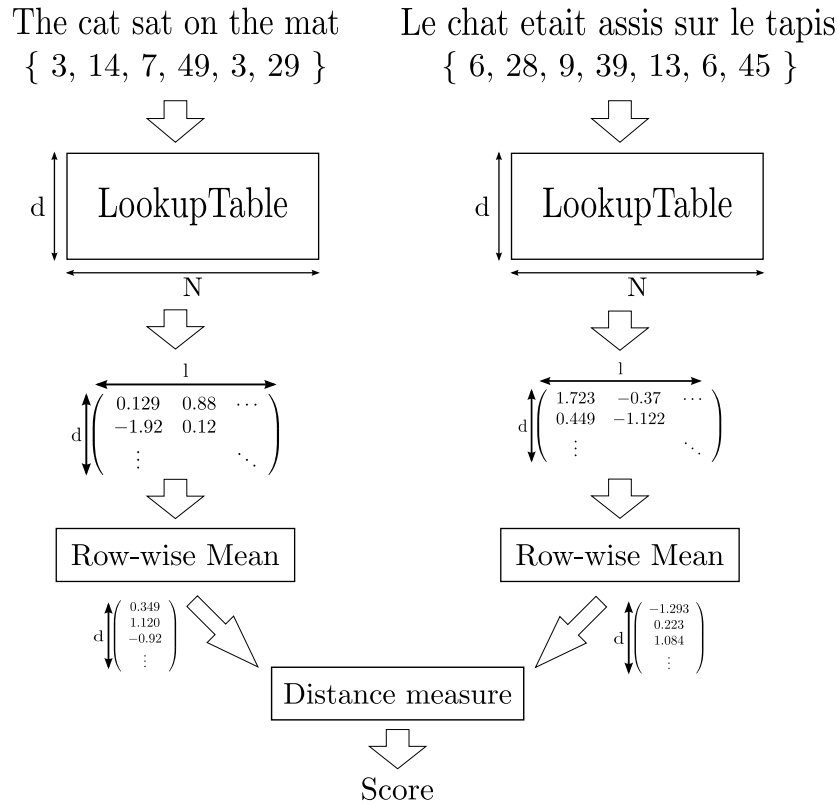 The cat sat on the mat
{ 3, 14, 7, 49, 3, 29 }
d
LookupTable
N
l
d
0.129 0.88 ⋯
−1.92 0.12
⋮ ⋱
Row-wise Mean
d
0.349
1.120
−0.92
⋮
Le chat etait assis sur le tapis
{ 6, 28, 9, 39, 13, 6, 45 }
d
LookupTable
N
l
d
1.723 −0.37 ⋯
0.449 −1.122
⋮ ⋱
Row-wise Mean
d
−1.293
0.223
1.084
⋮
Distance measure
Score